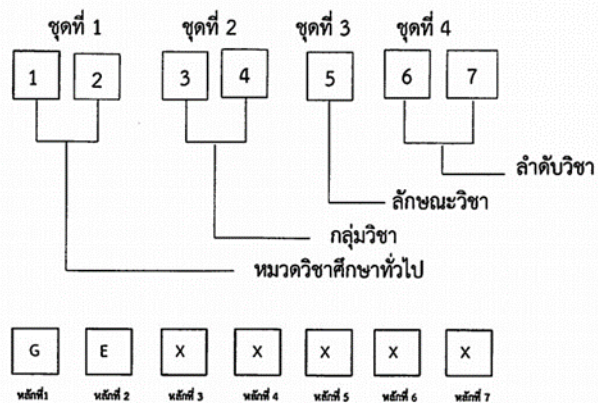 ชุดที่ 1 ชุดที่ 2 ชุดที่ 3 ชุดที่ 4
1 2 3 4 5 6 7
ลำดับวิชา
ลักษณะวิชา
กลุ่มวิชา
หมวดวิชาศึกษาทั่วไป
G E X X X X X
หลักที่1 หลักที่ 2 หลักที่ 3 หลักที่ 4 หลักที่ 5 หลักที่ 6 หลักที่ 7